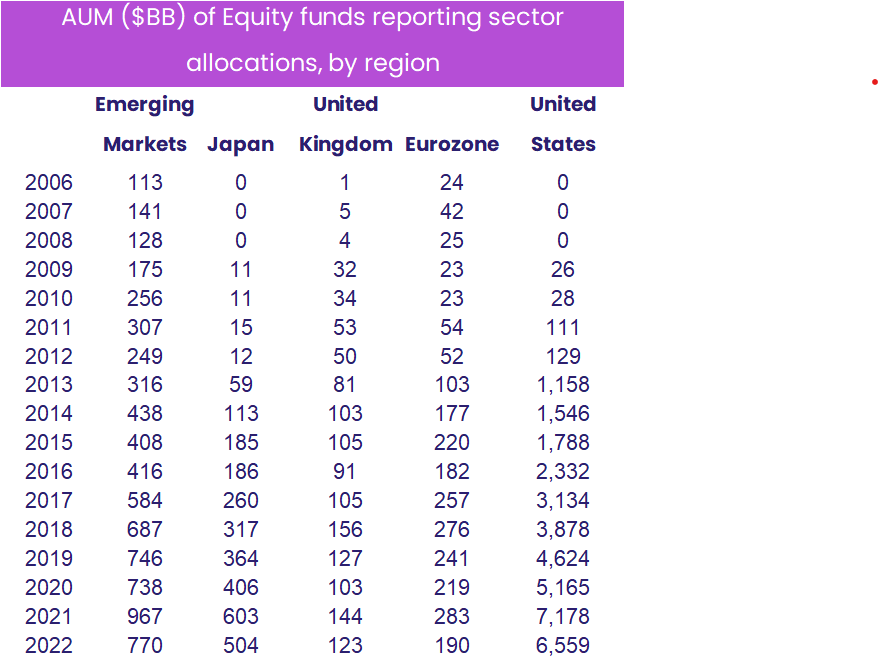 AUM ($BB) of Equity funds reporting sector
allocations, by region
Emerging United United
Markets Japan Kingdom Eurozone States
2006 113 0 1 24 0
2007 141 0 5 42 0
2008 128 0 4 25 0
2009 175 11 32 23 26
2010 256 11 34 23 28
2011 307 15 53 54 111
2012 249 12 50 52 129
2013 316 59 81 103 1,158
2014 438 113 103 177 1,546
2015 408 185 105 220 1,788
2016 416 186 91 182 2,332
2017 584 260 105 257 3,134
2018 687 317 156 276 3,878
2019 746 364 127 241 4,624
2020 738 406 103 219 5,165
2021 967 603 144 283 7,178
2022 770 504 123 190 6,559